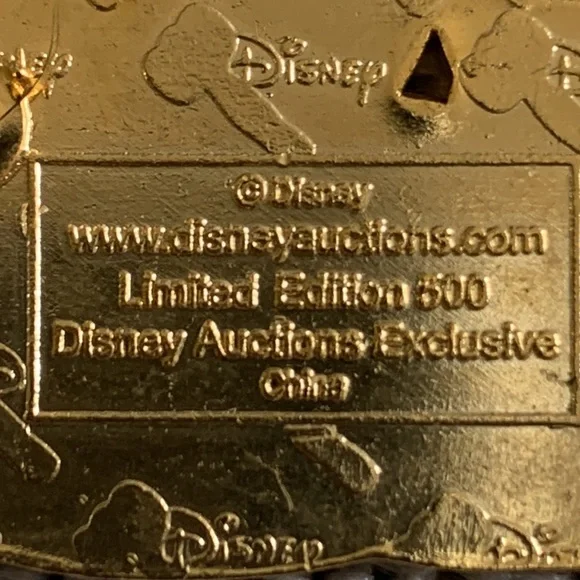 Disney
Disney
© Disney
www.disneyauctions.com
Limited Edition 500
Disney Auctions Exclusive
China
Disney